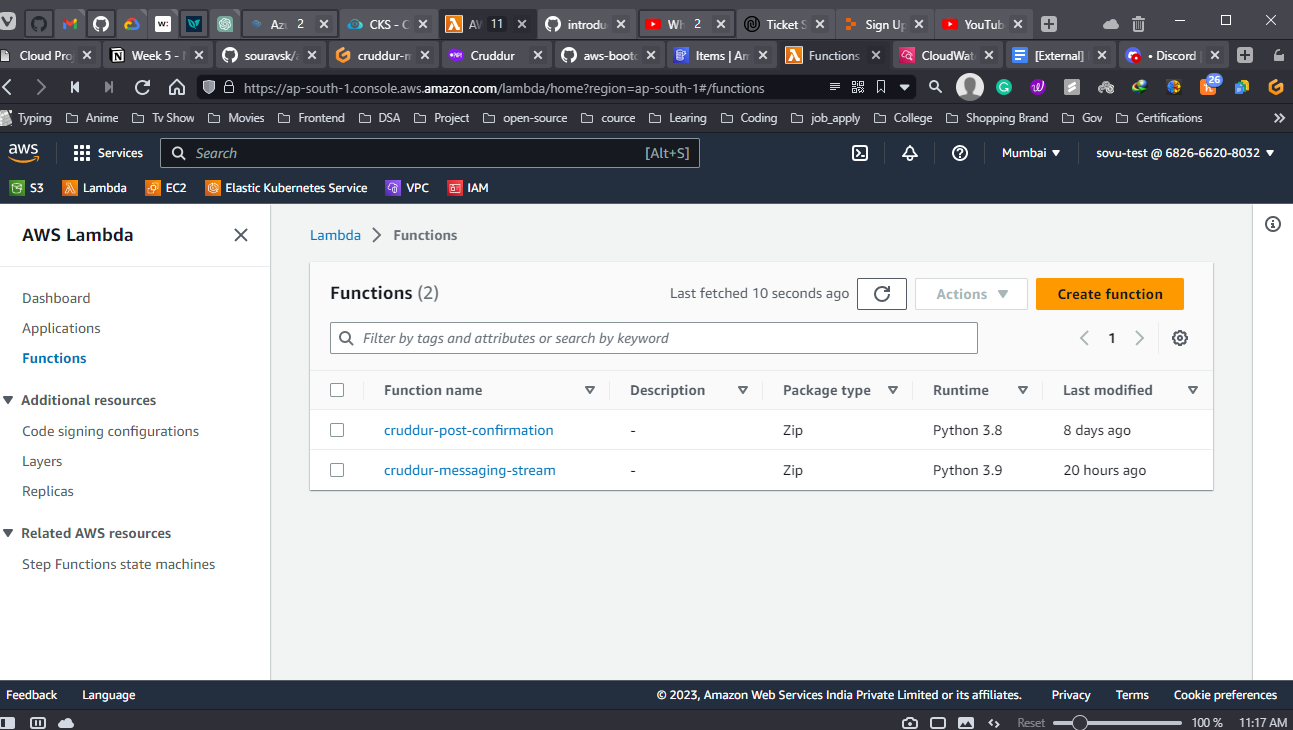 Azu 2 CKS - C AV 11 introdu Wh 2 Ticket S Sign Up YouTub
Cloud Pro Week 5 - N souravsk/a cruddur-m Cruddur aws-bootc Items | Am Functions CloudWat [External] • Discord |
https://ap-south-1.console.aws.amazon.com/lambda/home?region=ap-south-1#/functions 26
Typing Anime Tv Show Movies Frontend DSA Project open-source cource Learing Coding job_apply College Shopping Brand Gov Certifications
aws Services Search [Alt+S] Mumbai sovu-test @ 6826-6620-8032
S3 Lambda EC2 Elastic Kubernetes Service VPC IAM
AWS Lambda
Dashboard
Applications
Functions
Additional resources
Code signing configurations
Layers
Replicas
Related AWS resources
Step Functions state machines
Lambda Functions
Functions (2) Last fetched 10 seconds ago Actions Create function
Filter by tags and attributes or search by keyword 1
Function name Description Package type Runtime Last modified
cruddur-post-confirmation - Zip Python 3.8 8 days ago
cruddur-messaging-stream - Zip Python 3.9 20 hours ago
Feedback Language © 2023, Amazon Web Services India Private Limited or its affiliates. Privacy Terms Cookie preferences
Reset 100 % 11:17 AM